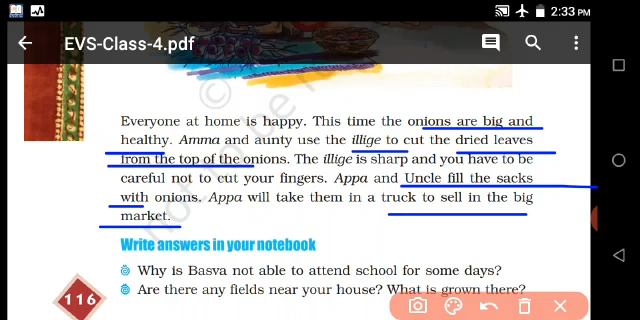 2:33 PM
EVS-Class-4.pdf
Everyone at home is happy. This time the onions are big and
healthy. Amma and aunty use the illige to cut the dried leaves
from the top of the onions. The illige is sharp and you have to be
careful not to cut your fingers. Appa and Uncle fill the sacks
with onions. Appa will take them in a truck to sell in the big
market.
Write answers in your notebook
Why is Basva not able to attend school for some days?
Are there any fields near your house? What is grown there?
116